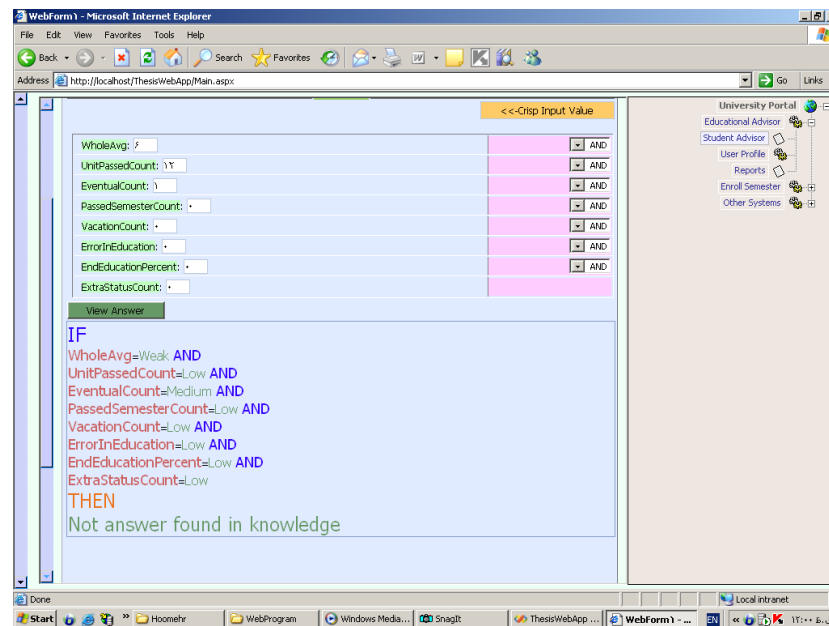 WebForm۱ - Microsoft Internet Explorer
File Edit View Favorites Tools Help
Back Search Favorites
Address http://localhost/ThesisWebApp/Main.aspx Go Links
<<-Crisp Input Value
WholeAvg: ۶ AND
UnitPassedCount: ۱۲ AND
EventualCount: ۱ AND
PassedSemesterCount: ۰ AND
VacationCount: ۰ AND
ErrorInEducation: ۰ AND
EndEducationPercent: ۰ AND
ExtraStatusCount: ۰
View Answer
IF
WholeAvg=Weak AND
UnitPassedCount=Low AND
EventualCount=Medium AND
PassedSemesterCount=Low AND
VacationCount=Low AND
ErrorInEducation=Low AND
EndEducationPercent=Low AND
ExtraStatusCount=Low
THEN
Not answer found in knowledge
University Portal
Educational Advisor
Student Advisor
User Profile
Reports
Enroll Semester
Other Systems
Done Local intranet
Start » Hoomehr WebProgram Windows Media... SnagIt ThesisWebApp ... WebForm۱ - ... EN « ۱۲:۰۰